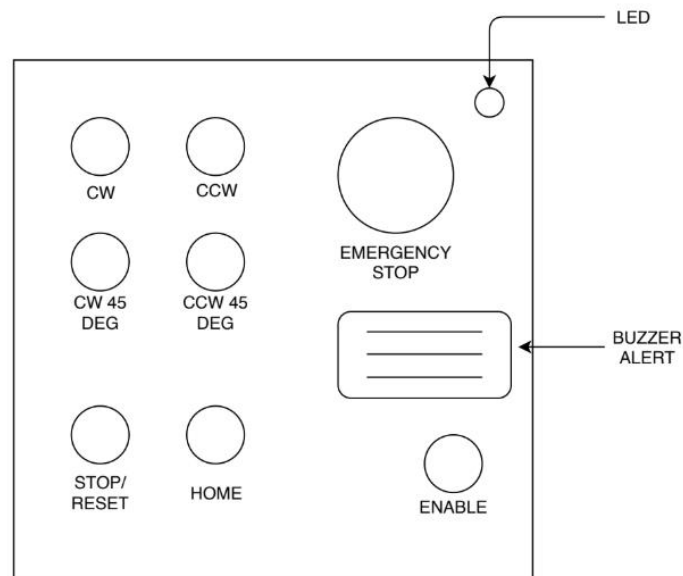 LED
CW
CCW
EMERGENCY
STOP
CW 45
DEG
CCW 45
DEG
BUZZER
ALERT
STOP/
RESET
HOME
ENABLE